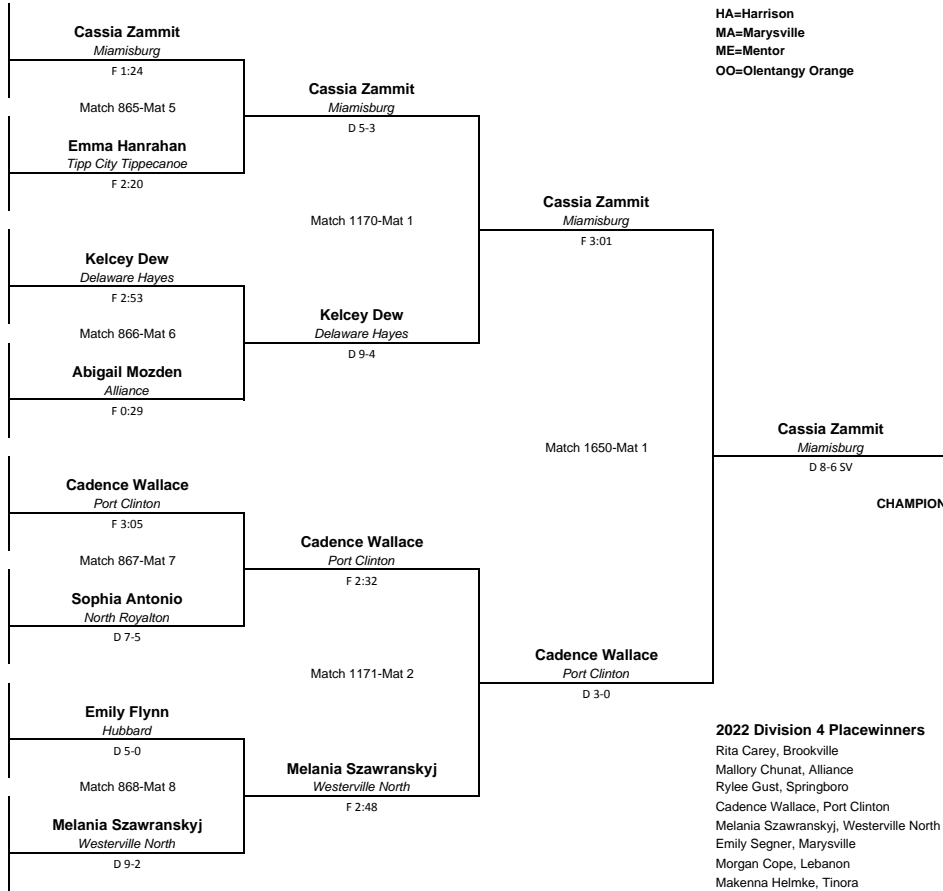 HA=Harrison
MA=Marysville
ME=Mentor
OO=Olentangy Orange
Cassia Zammit
Miamisburg
F 1:24
Match 865-Mat 5
Emma Hanrahan
Tipp City Tippecanoe
F 2:20
Kelcey Dew
Delaware Hayes
F 2:53
Match 866-Mat 6
Abigail Mozden
Alliance
F 0:29
Cadence Wallace
Port Clinton
F 3:05
Match 867-Mat 7
Sophia Antonio
North Royalton
D 7-5
Emily Flynn
Hubbard
D 5-0
Match 868-Mat 8
Melania Szawranskyj
Westerville North
D 9-2
Cassia Zammit
Miamisburg
D 5-3
Match 1170-Mat 1
Kelcey Dew
Delaware Hayes
D 9-4
Cadence Wallace
Port Clinton
F 2:32
Match 1171-Mat 2
Melania Szawranskyj
Westerville North
F 2:48
Cassia Zammit
Miamisburg
F 3:01
Match 1650-Mat 1
Cadence Wallace
Port Clinton
D 3-0
Cassia Zammit
Miamisburg
D 8-6 SV
CHAMPION
2022 Division 4 Placewinners
Rita Carey, Brookville
Mallory Chunat, Alliance
Rylee Gust, Springboro
Cadence Wallace, Port Clinton
Melania Szawranskyj, Westerville North
Emily Segner, Marysville
Morgan Cope, Lebanon
Makenna Helmke, Tinora